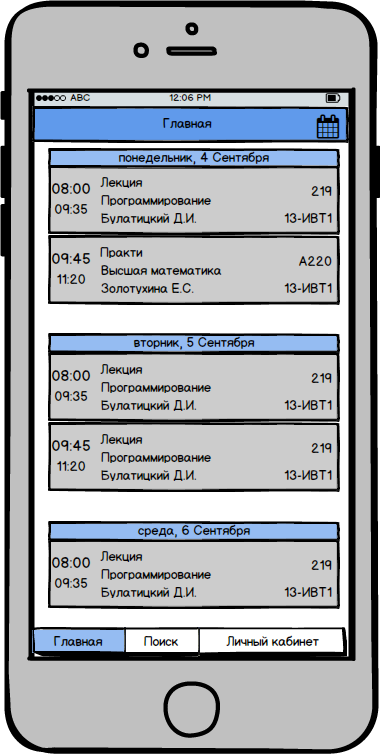 ABC 12:06 PM
Главная
понедельник, 4 Сентября
08:00 Лекция 219
09:35 Программирование
Булатицкий Д.И. 13-ИВТ1
09:45 Практи А220
11:20 Высшая математика
Золотухина Е.С. 13-ИВТ1
вторник, 5 Сентября
08:00 Лекция 219
09:35 Программирование
Булатицкий Д.И. 13-ИВТ1
09:45 Лекция 219
11:20 Программирование
Булатицкий Д.И. 13-ИВТ1
среда, 6 Сентября
08:00 Лекция 219
09:35 Программирование
Булатицкий Д.И. 13-ИВТ1
Главная Поиск Личный кабинет